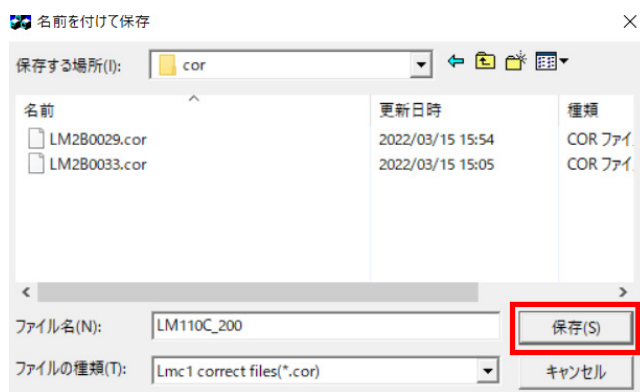 名前を付けて保存
保存する場所(I): cor
名前 更新日時 種類
LM2B0029.cor 2022/03/15 15:54 COR ファイ
LM2B0033.cor 2022/03/15 15:05 COR ファイ
ファイル名(N): LM110C_200 保存(S)
ファイルの種類(T): Lmc1 correct files(*.cor) キャンセル